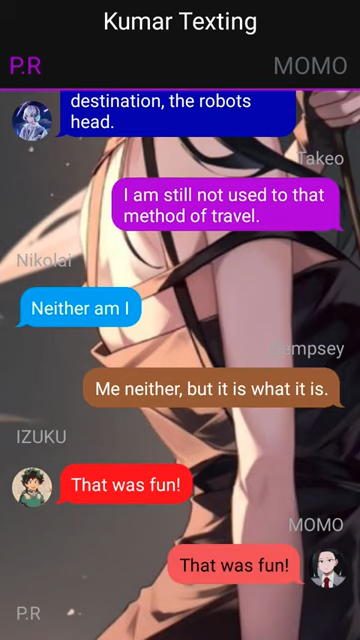 Kumar Texting
P.R
MOMO
destination, the robots
head.
Takeo
I am still not used to that
method of travel.
Nikolai
Neither am I
Dempsey
Me neither, but it is what it is.
IZUKU
That was fun!
MOMO
That was fun!
P.R